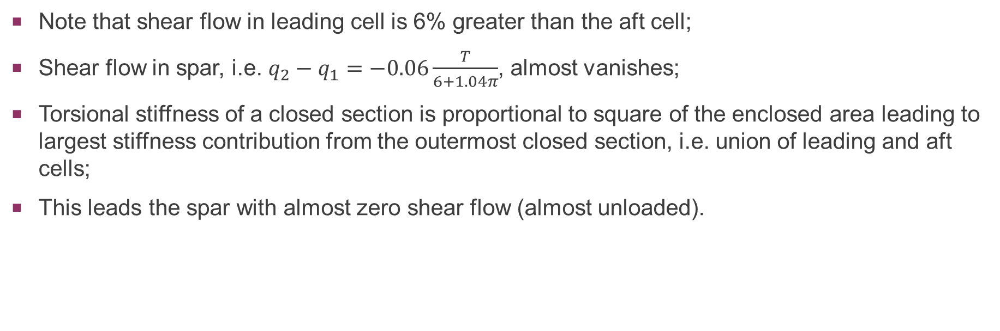 ▪ Note that shear flow in leading cell is 6% greater than the aft cell;
▪ Shear flow in spar, i.e. $q_2 - q_1 = -0.06\frac{T}{6+1.04\pi}$, almost vanishes;
▪ Torsional stiffness of a closed section is proportional to square of the enclosed area leading to
largest stiffness contribution from the outermost closed section, i.e. union of leading and aft
cells;
▪ This leads the spar with almost zero shear flow (almost unloaded).